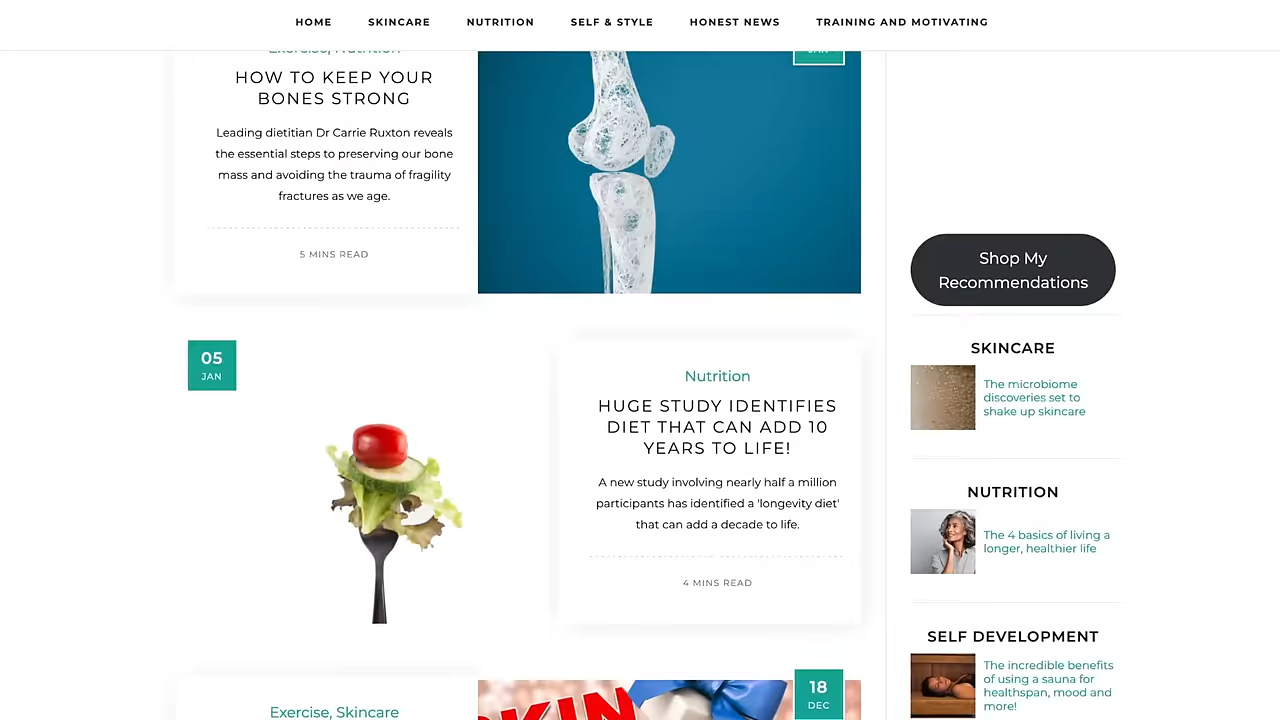 HOME SKINCARE NUTRITION SELF & STYLE HONEST NEWS TRAINING AND MOTIVATING
Exercise, Nutrition
HOW TO KEEP YOUR
BONES STRONG
Leading dietitian Dr Carrie Ruxton reveals
the essential steps to preserving our bone
mass and avoiding the trauma of fragility
fractures as we age.
5 MINS READ
JAN
05
JAN
Nutrition
HUGE STUDY IDENTIFIES
DIET THAT CAN ADD 10
YEARS TO LIFE!
A new study involving nearly half a million
participants has identified a 'longevity diet'
that can add a decade to life.
4 MINS READ
Exercise, Skincare
SKIN
18
DEC
Shop My
Recommendations
SKINCARE
The microbiome
discoveries set to
shake up skincare
NUTRITION
The 4 basics of living a
longer, healthier life
SELF DEVELOPMENT
The incredible benefits
of using a sauna for
healthspan, mood and
more!